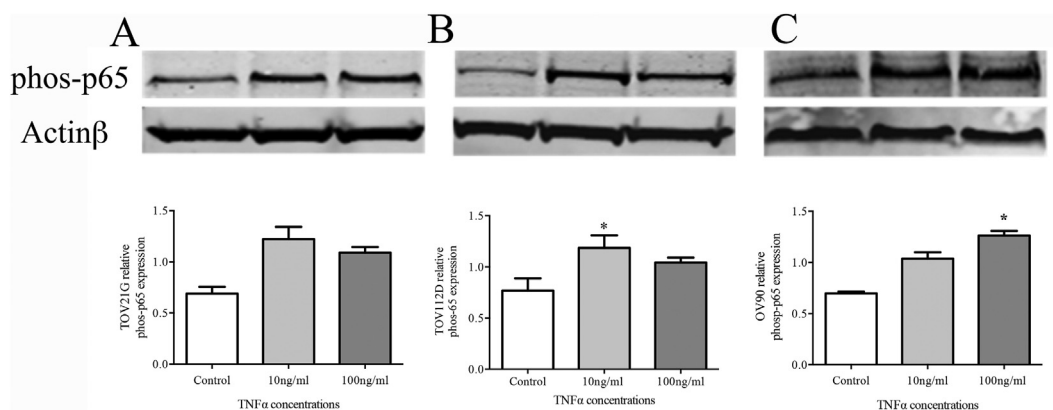 A
B
C
phos-p65
Actinβ
TOV21G relative
phos-p65 expression
1.5
1.0
0.5
0.0
Control
10ng/ml
100ng/ml
TNFα concentrations
TOV112D relative
phos-65 expression
1.5
*
1.0
0.5
0.0
Control
10ng/ml
100ng/ml
TNFα concentrations
OV90 relative
phosp-p65 expression
1.5
*
1.0
0.5
0.0
Control
10ng/ml
100ng/ml
TNFα concentrations